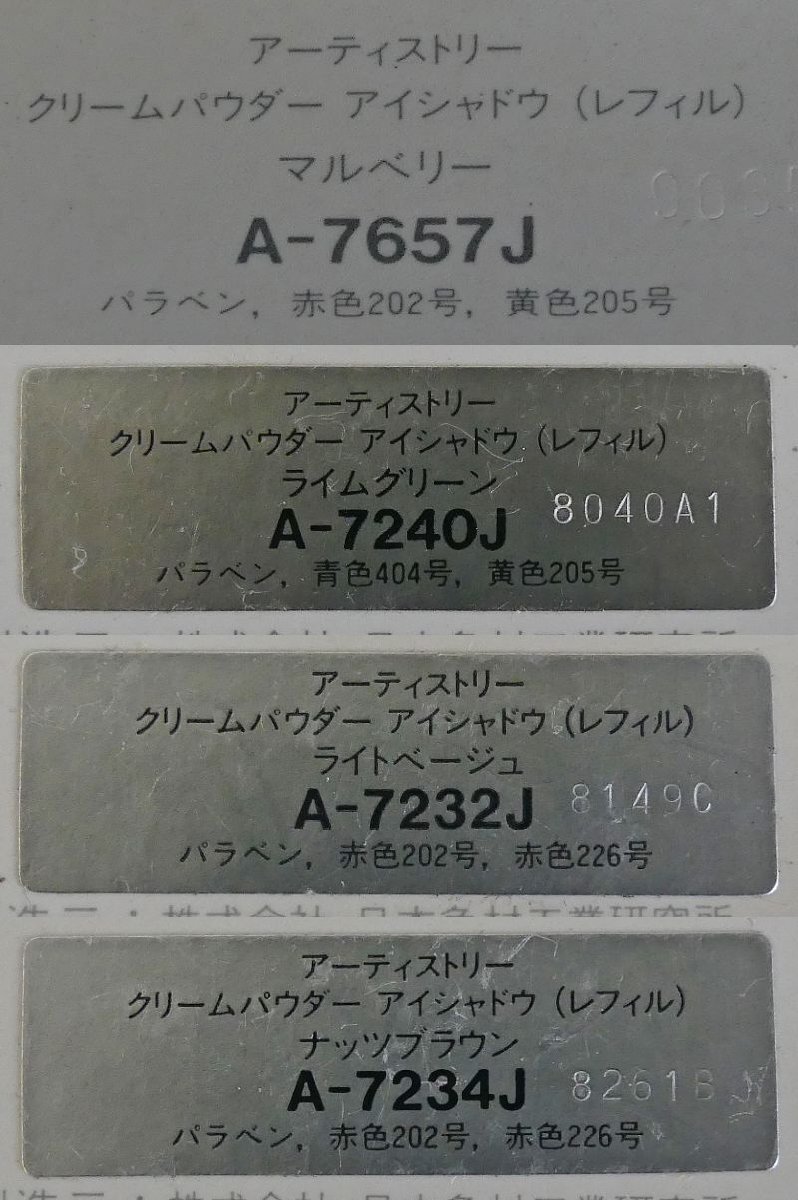 アーティストリー
クリームパウダー アイシャドウ（レフィル）
マルベリー
A-7657J
パラベン，赤色202号，黄色205号
アーティストリー
クリームパウダー アイシャドウ（レフィル）
ライムグリーン
A-7240J 8040A1
パラベン，青色404号，黄色205号
アーティストリー
クリームパウダー アイシャドウ（レフィル）
ライトベージュ
A-7232J 8149C
パラベン，赤色202号，赤色226号
アーティストリー
クリームパウダー アイシャドウ（レフィル）
ナッツブラウン
A-7234J 8261B
パラベン，赤色202号，赤色226号